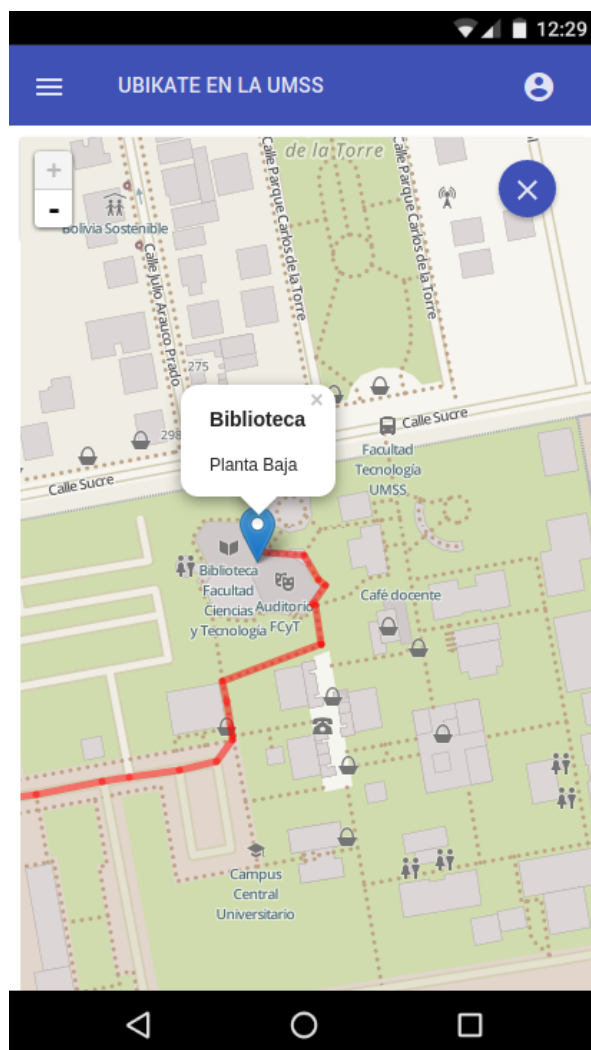 12:29
UBIKATE EN LA UMSS
+
-
de la Torre
Calle Parque Carlos de la Torre
Calle Parque Carlos de la Torre
Bolivia Sostenible
Calle Julio Arauco Prado
275
×
Biblioteca
Planta Baja
298
Calle Sucre
Calle Sucre
Facultad
Tecnología
UMSS
Biblioteca
Facultad
Ciencias
y Tecnología
Auditorio
FCyT
Café docente
Campus
Central
Universitario